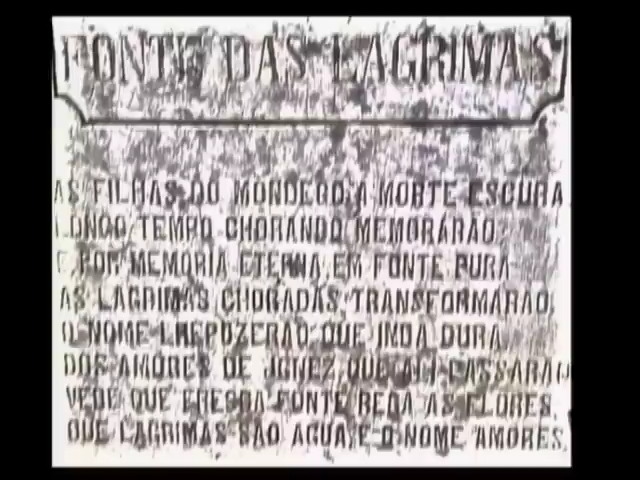 FONTE DAS LAGRIMAS
AS FILHAS DO MONDEGO A MORTE ESCURA
LONGO TEMPO CHORANDO MEMORARÃO,
E POR MEMORIA ETERNA EM FONTE PURA
AS LAGRIMAS CHORADAS TRANSFORMARÃO,
O NOME LHE PUZERÃO QUE INDA DURA
DOS AMORES DE IGNEZ QUE ALI PASSARÃO
VEDE QUE FRESCA FONTE REGA AS FLORES,
QUE LAGRIMAS SÃO AGUA E O NOME AMORES.